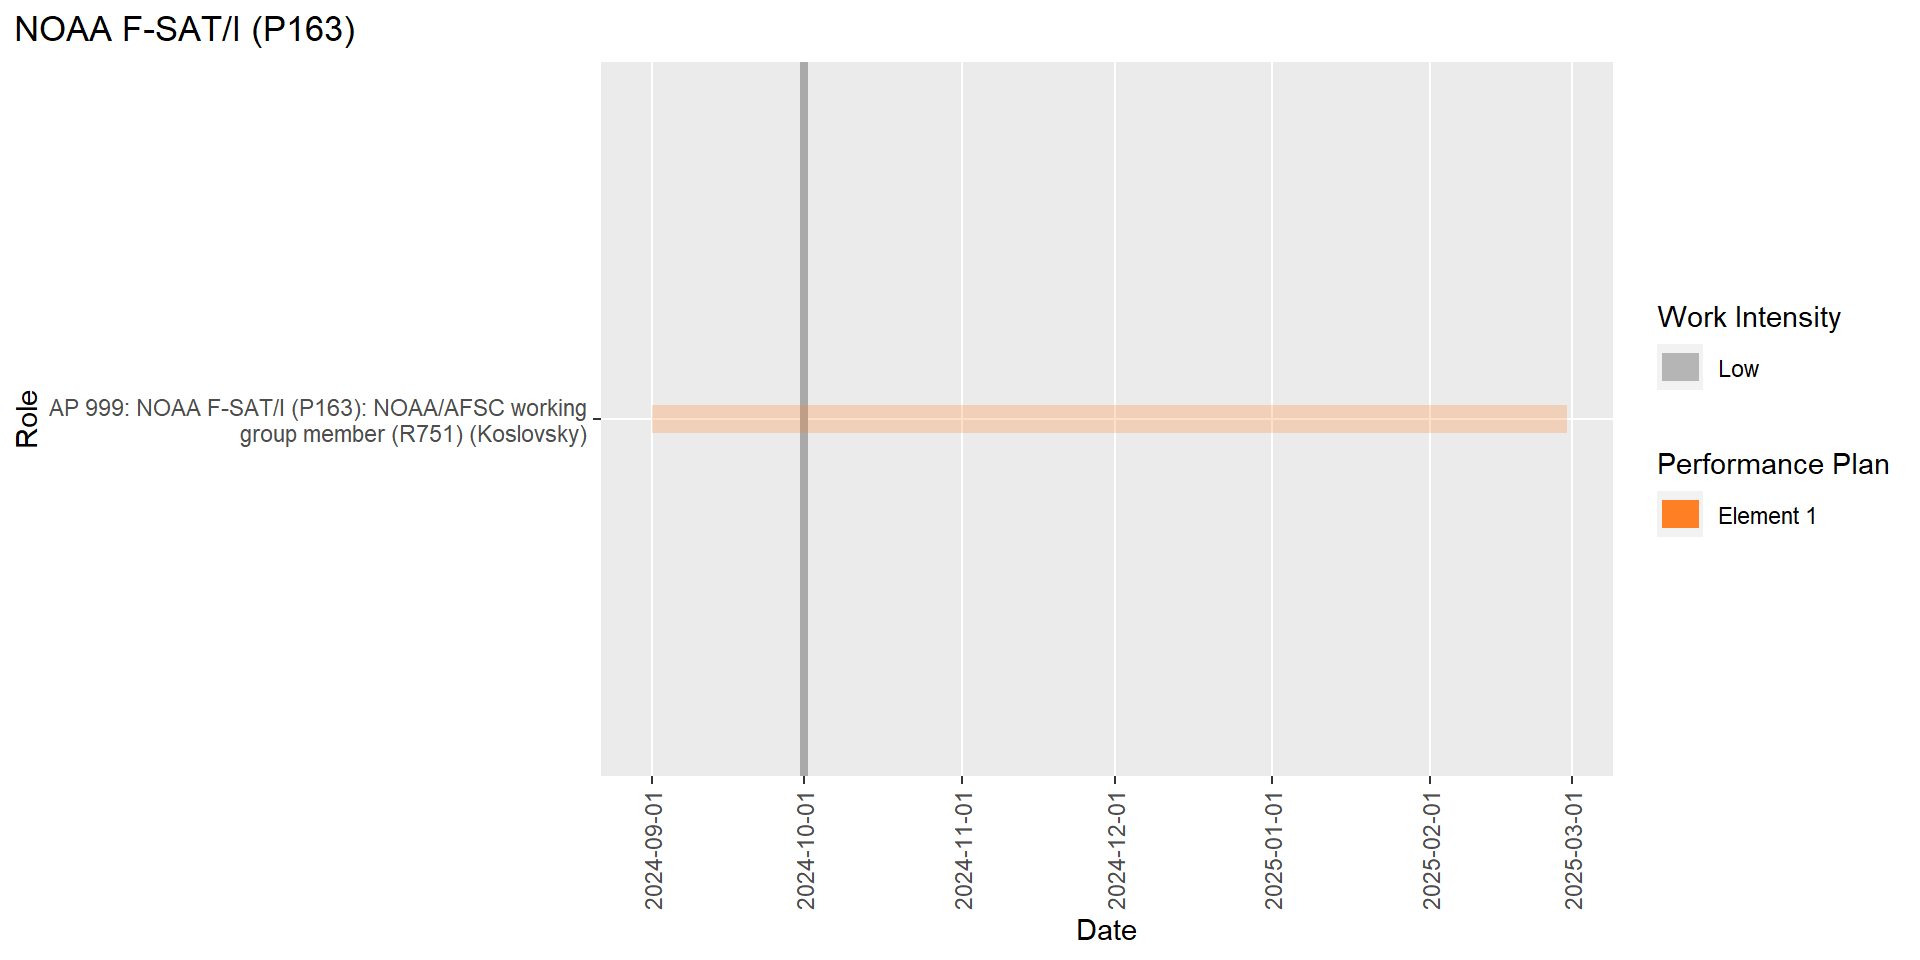 NOAA F-SAT/I (P163)
Role
AP 999: NOAA F-SAT/I (P163): NOAA/AFSC working
group member (R751) (Koslovsky)
2024-09-01
2024-10-01
2024-11-01
2024-12-01
2025-01-01
2025-02-01
2025-03-01
Date
Work Intensity
Low
Performance Plan
Element 1